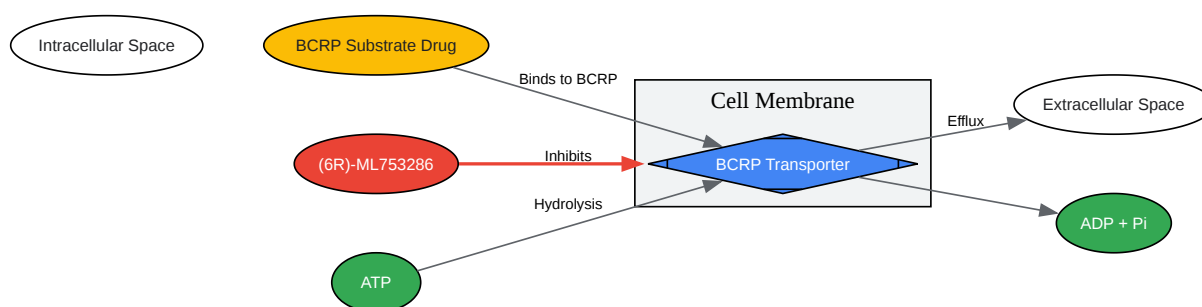 Intracellular Space
BCRP Substrate Drug
Binds to BCRP
Cell Membrane
Extracellular Space
Efflux
(6R)-ML753286
Inhibits
BCRP Transporter
Hydrolysis
ADP + Pi
ATP